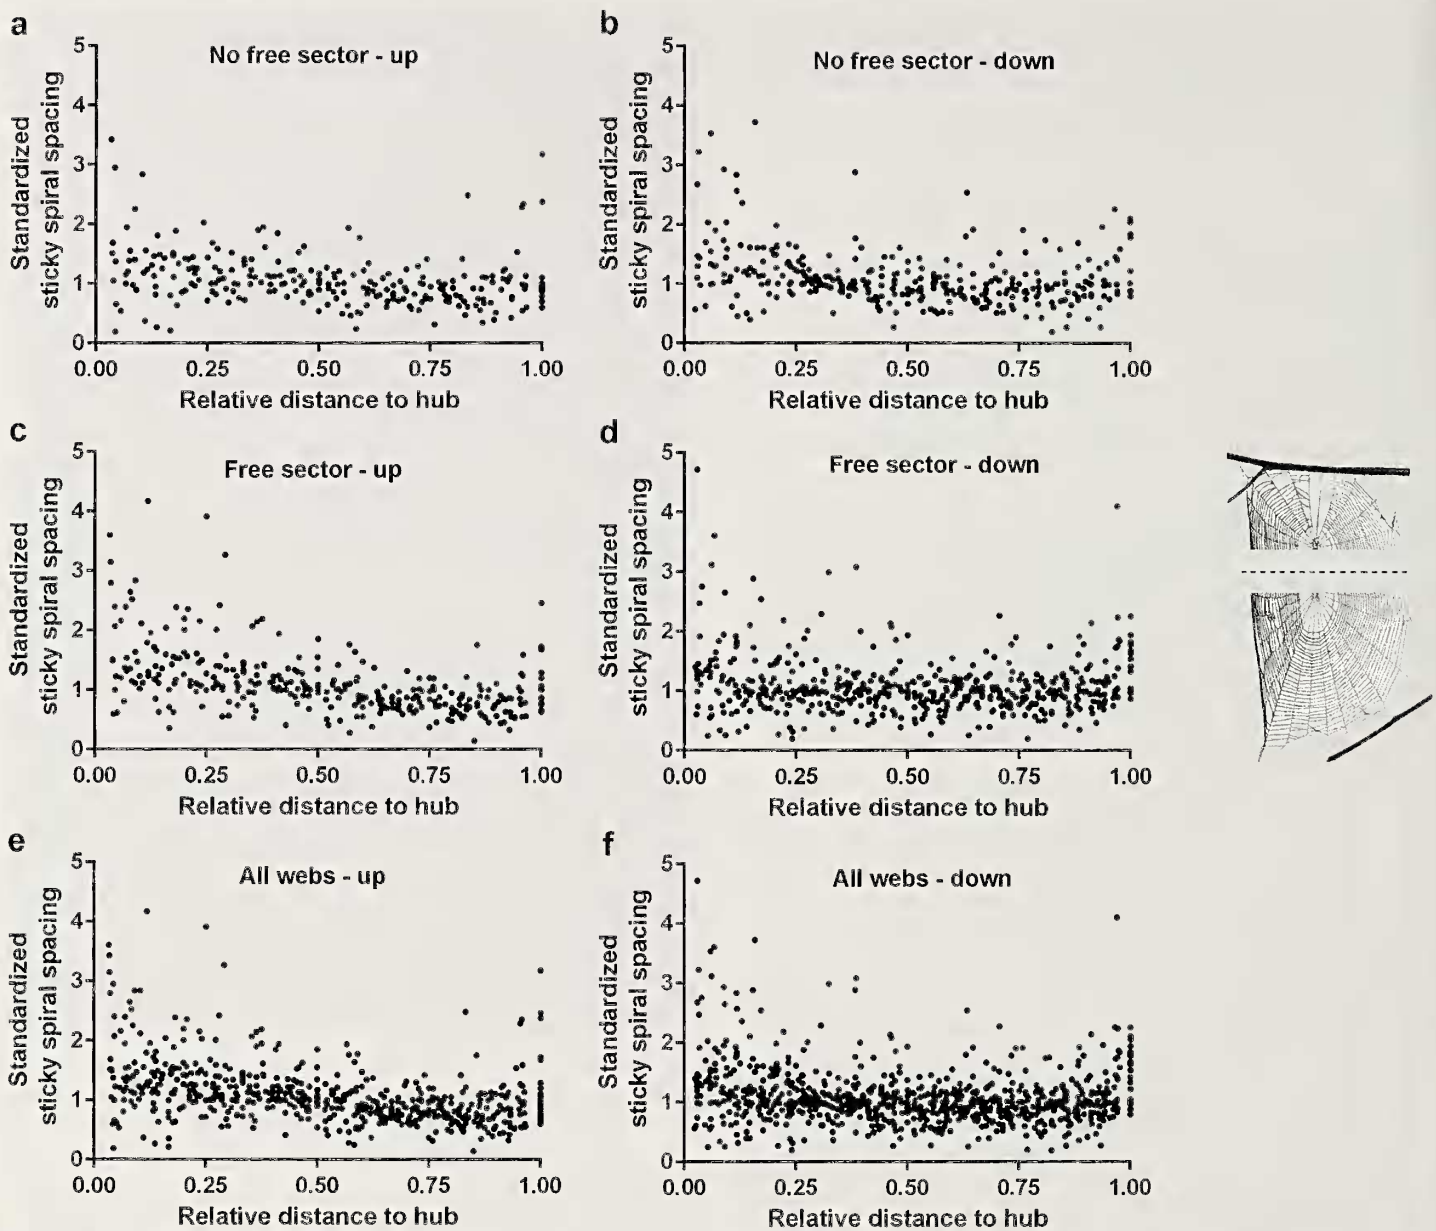 a
No free sector - up
Standardized
sticky spiral spacing
5
4
3
2
1
0
0.00 0.25 0.50 0.75 1.00
Relative distance to hub
b
No free sector - down
Standardized
sticky spiral spacing
5
4
3
2
1
0
0.00 0.25 0.50 0.75 1.00
Relative distance to hub
c
Free sector - up
Standardized
sticky spiral spacing
5
4
3
2
1
0
0.00 0.25 0.50 0.75 1.00
Relative distance to hub
d
Free sector - down
Standardized
sticky spiral spacing
5
4
3
2
1
0
0.00 0.25 0.50 0.75 1.00
Relative distance to hub
e
All webs - up
Standardized
sticky spiral spacing
5
4
3
2
1
0
0.00 0.25 0.50 0.75 1.00
Relative distance to hub
f
All webs - down
Standardized
sticky spiral spacing
5
4
3
2
1
0
0.00 0.25 0.50 0.75 1.00
Relative distance to hub